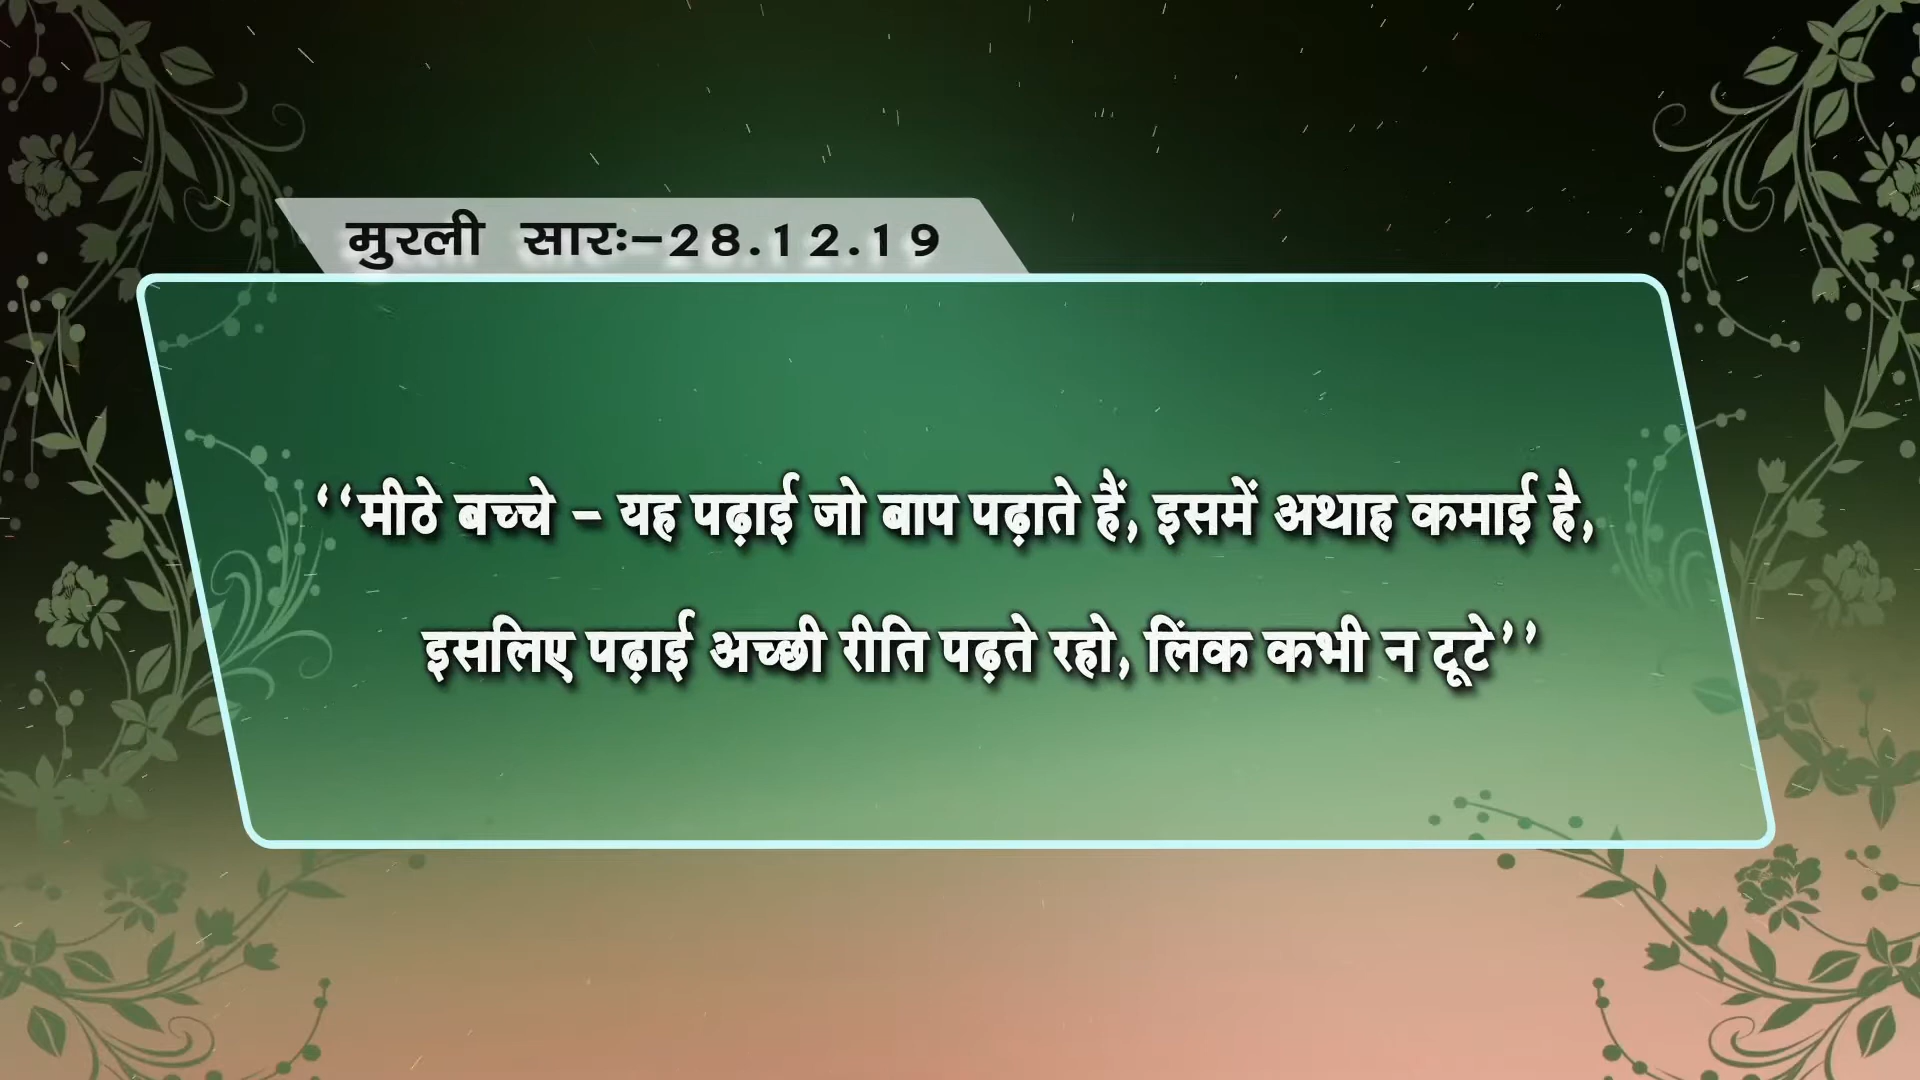 मुरली सारः-28.12.19
‘‘मीठे बच्चे - यह पढ़ाई जो बाप पढ़ाते हैं, इसमें अथाह कमाई है,
इसलिए पढ़ाई अच्छी रीति पढ़ते रहो, लिंक कभी न टूटे’’